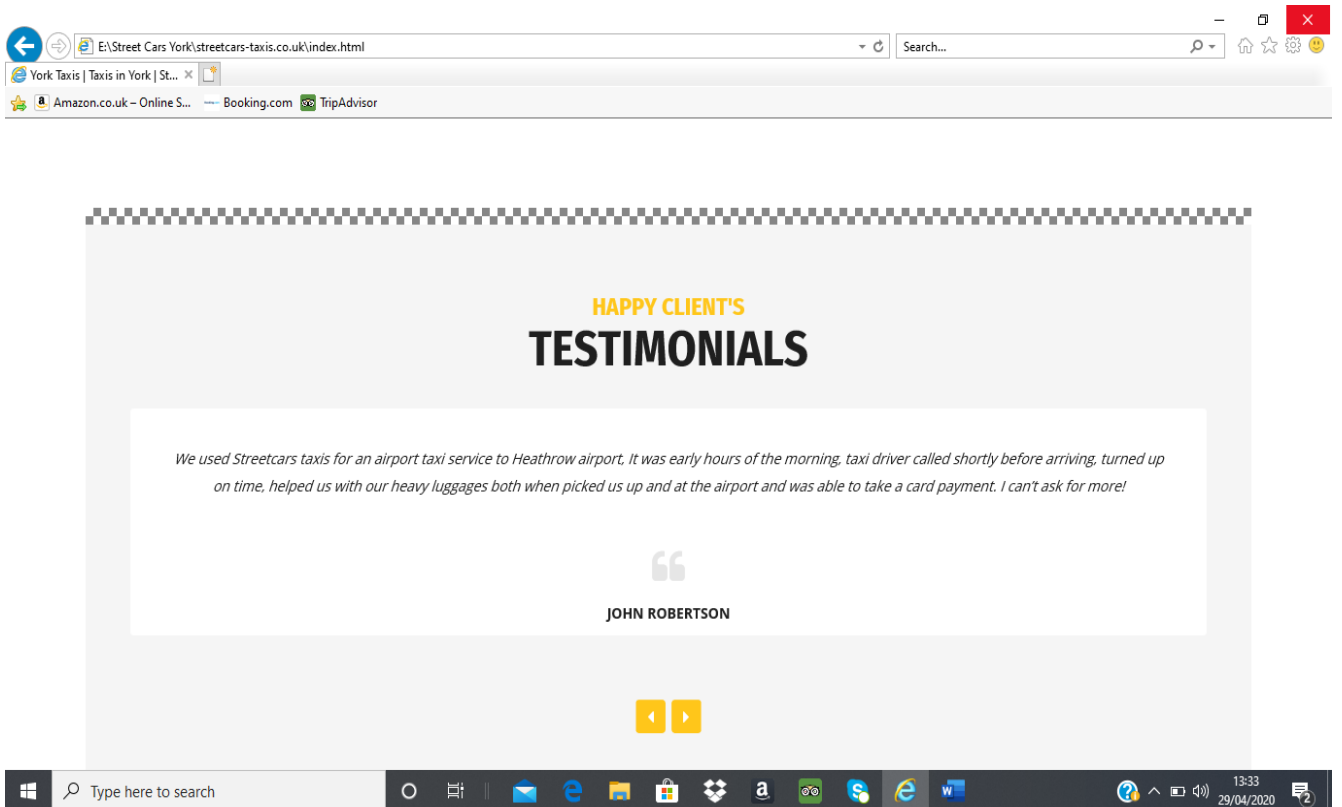 E:\Street Cars York\streetcars-taxis.co.uk\index.html
Search...
York Taxis | Taxis in York | St...
Amazon.co.uk – Online S...
Booking.com
TripAdvisor
HAPPY CLIENT'S
TESTIMONIALS
We used Streetcars taxis for an airport taxi service to Heathrow airport, It was early hours of the morning, taxi driver called shortly before arriving, turned up
on time, helped us with our heavy luggages both when picked us up and at the airport and was able to take a card payment. I can't ask for more!
JOHN ROBERTSON
Type here to search
13:33
29/04/2020
2